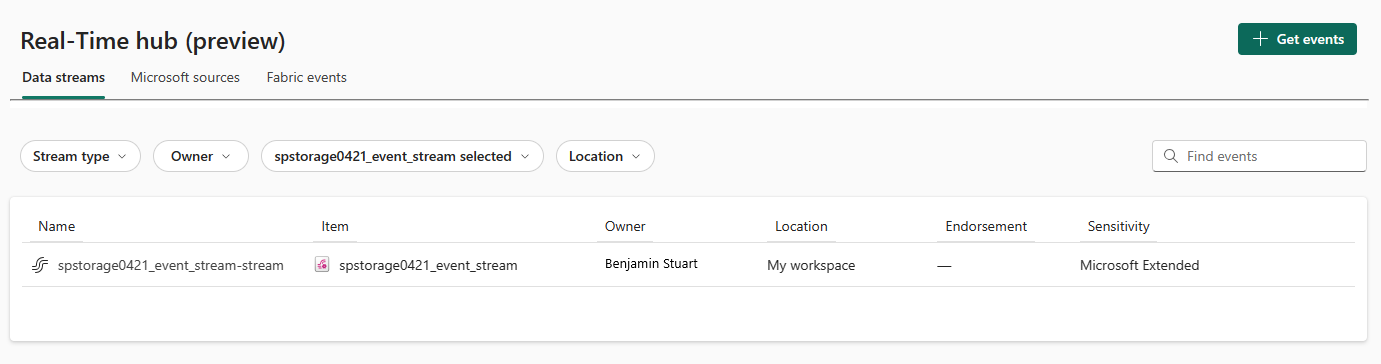 Real-Time hub (preview)
Get events
Data streams Microsoft sources Fabric events
Stream type Owner spstorage0421_event_stream selected Location Find events
Name Item Owner Location Endorsement Sensitivity
spstorage0421_event_stream-stream spstorage0421_event_stream Benjamin Stuart My workspace — Microsoft Extended